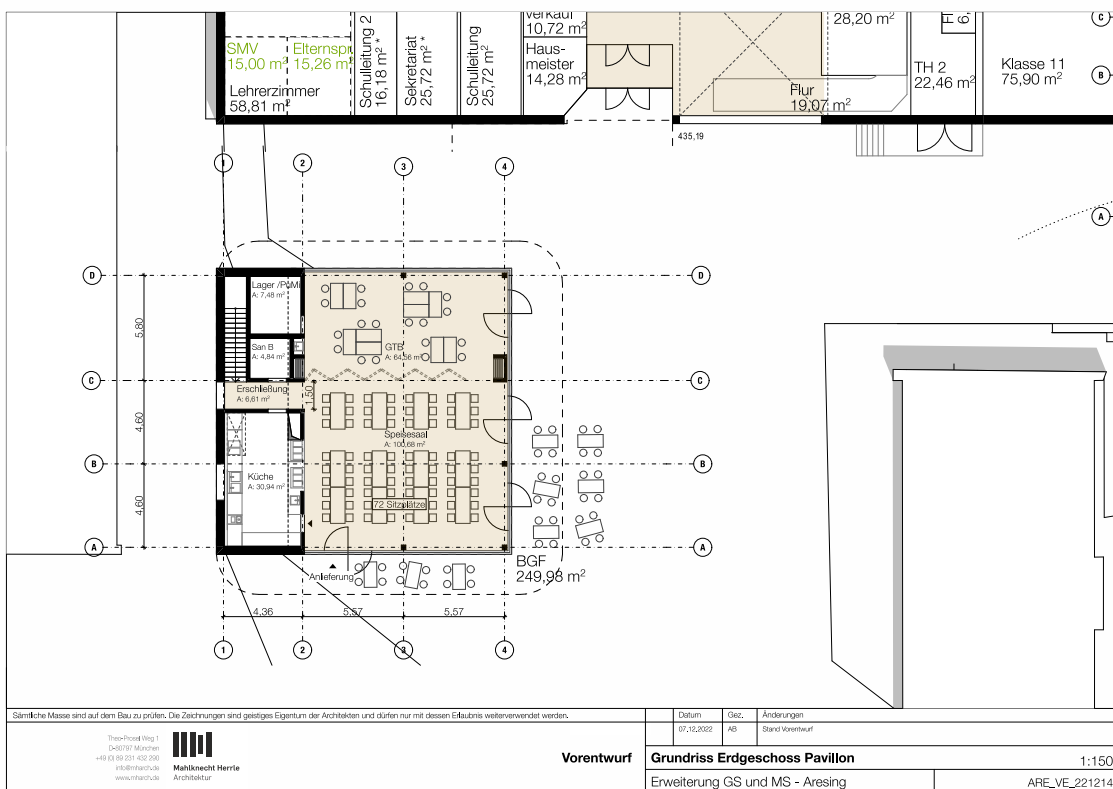 SMV
15,00 m²
Elternspr.
15,26 m²
Lehrerzimmer
58,81 m²
Schulleitung 2
16,18 m² *
Sekretariat
25,72 m² *
Schulleitung
25,72 m²
verkauf
10,72 m²
Haus-
meister
14,28 m²
Flur
19,07 m²
28,20 m²
TH 2
22,46 m²
Klasse 11
75,90 m²
C
B
A
435,19
1
2
3
4
D
D
C
C
B
B
A
A
5,80
4,60
4,60
Lager /PuMi
A: 7,48 m²
San B
A: 4,84 m²
GTB
A: 64,56 m²
Erschließung
A: 6,61 m²
1,50
Speisesaal
A: 100,68 m²
Küche
A: 30,94 m²
72 Sitzplätze
Anlieferung
BGF
249,98 m²
4,36
5,57
5,57
1
2
3
4
Sämtliche Masse sind auf dem Bau zu prüfen. Die Zeichnungen sind geistiges Eigentum der Architekten und dürfen nur mit dessen Erlaubnis weiterverwendet werden.
Theo-Prosel Weg 1
D-80797 München
+49 (0) 89 231 432 290
info@mharch.de
www.mharch.de
Mahlknecht Herrle
Architektur
Vorentwurf
Datum
Gez.
Änderungen
07.12.2022
AB
Stand Vorentwurf
Grundriss Erdgeschoss Pavillon
1:150
Erweiterung GS und MS - Aresing
ARE_VE_221214